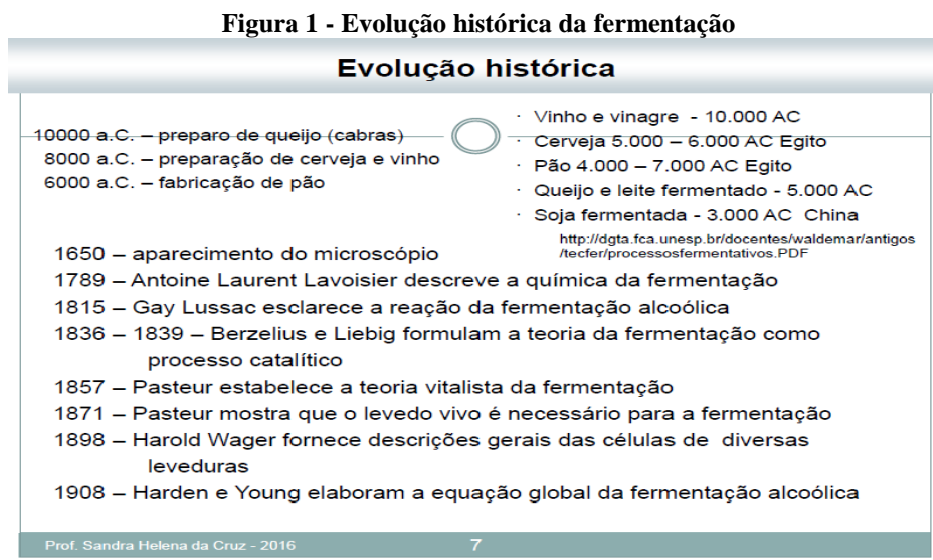 Figura 1 - Evolução histórica da fermentação
Evolução histórica
10000 a.C. – preparo de queijo (cabras)
8000 a.C. – preparação de cerveja e vinho
6000 a.C. – fabricação de pão
· Vinho e vinagre - 10.000 AC
· Cerveja 5.000 – 6.000 AC Egito
· Pão 4.000 – 7.000 AC Egito
· Queijo e leite fermentado - 5.000 AC
· Soja fermentada - 3.000 AC China
http://dgta.fca.unesp.br/docentes/waldemar/antigos
/tecfer/processosfermentativos.PDF
1650 – aparecimento do microscópio
1789 – Antoine Laurent Lavoisier descreve a química da fermentação
1815 – Gay Lussac esclarece a reação da fermentação alcoólica
1836 – 1839 – Berzelius e Liebig formulam a teoria da fermentação como
processo catalítico
1857 – Pasteur estabelece a teoria vitalista da fermentação
1871 – Pasteur mostra que o levedo vivo é necessário para a fermentação
1898 – Harold Wager fornece descrições gerais das células de diversas
leveduras
1908 – Harden e Young elaboram a equação global da fermentação alcoólica
Prof. Sandra Helena da Cruz - 2016
7